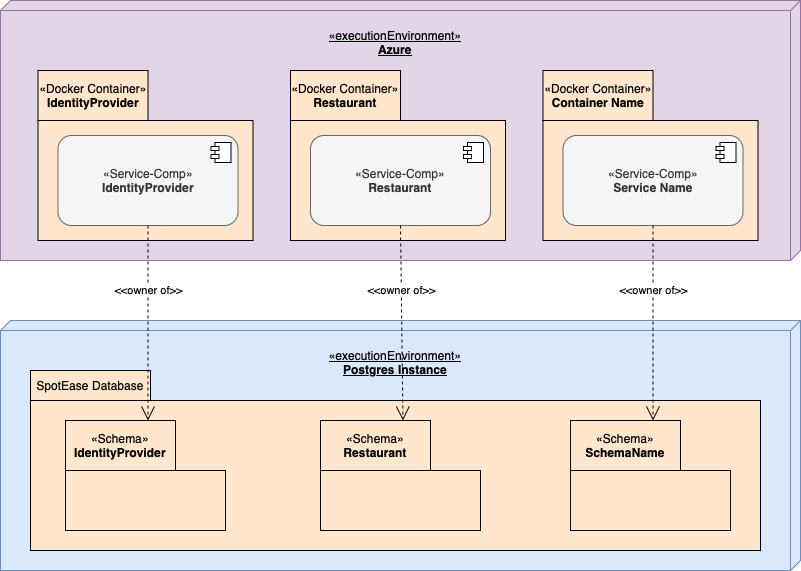 «executionEnvironment»
Azure
«Docker Container»
IdentityProvider
«Docker Container»
Restaurant
«Docker Container»
Container Name
«Service-Comp»
IdentityProvider
«Service-Comp»
Restaurant
«Service-Comp»
Service Name
<<owner of>>
<<owner of>>
<<owner of>>
«executionEnvironment»
Postgres Instance
SpotEase Database
«Schema»
IdentityProvider
«Schema»
Restaurant
«Schema»
SchemaName